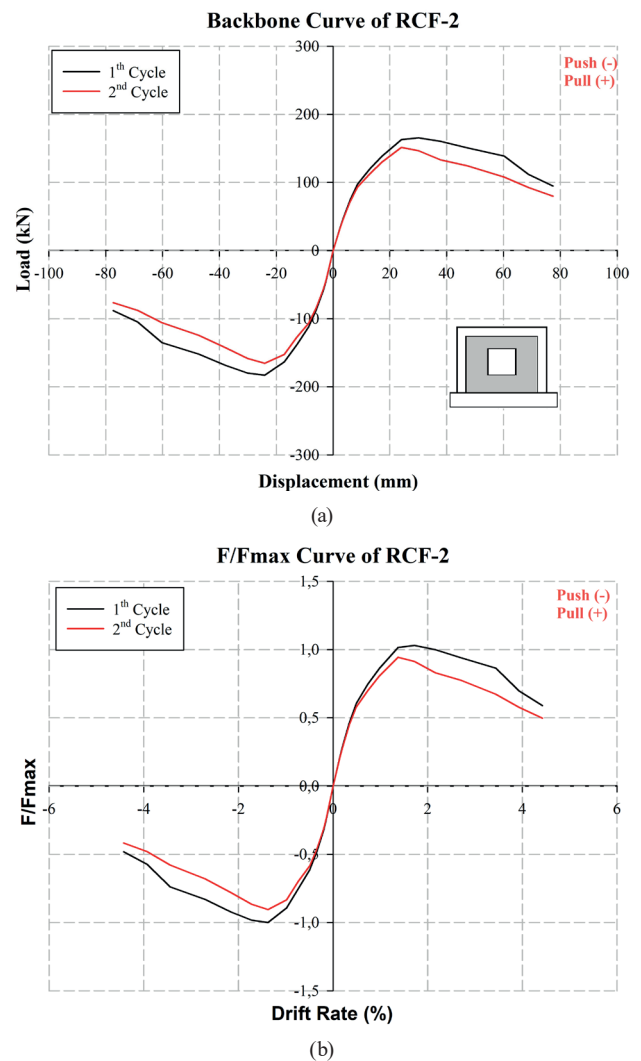 Backbone Curve of RCF-2
1th Cycle
2nd Cycle
Push (-)
Pull (+)
300
200
100
0
-100
-200
-300
-100 -80 -60 -40 -20 0 20 40 60 80 100
Load (kN)
Displacement (mm)
(a)
F/Fmax Curve of RCF-2
1th Cycle
2nd Cycle
Push (-)
Pull (+)
1,5
1,0
0,5
0,0
-0,5
-1,0
-1,5
-6 -4 -2 0 2 4 6
F/Fmax
Drift Rate (%)
(b)